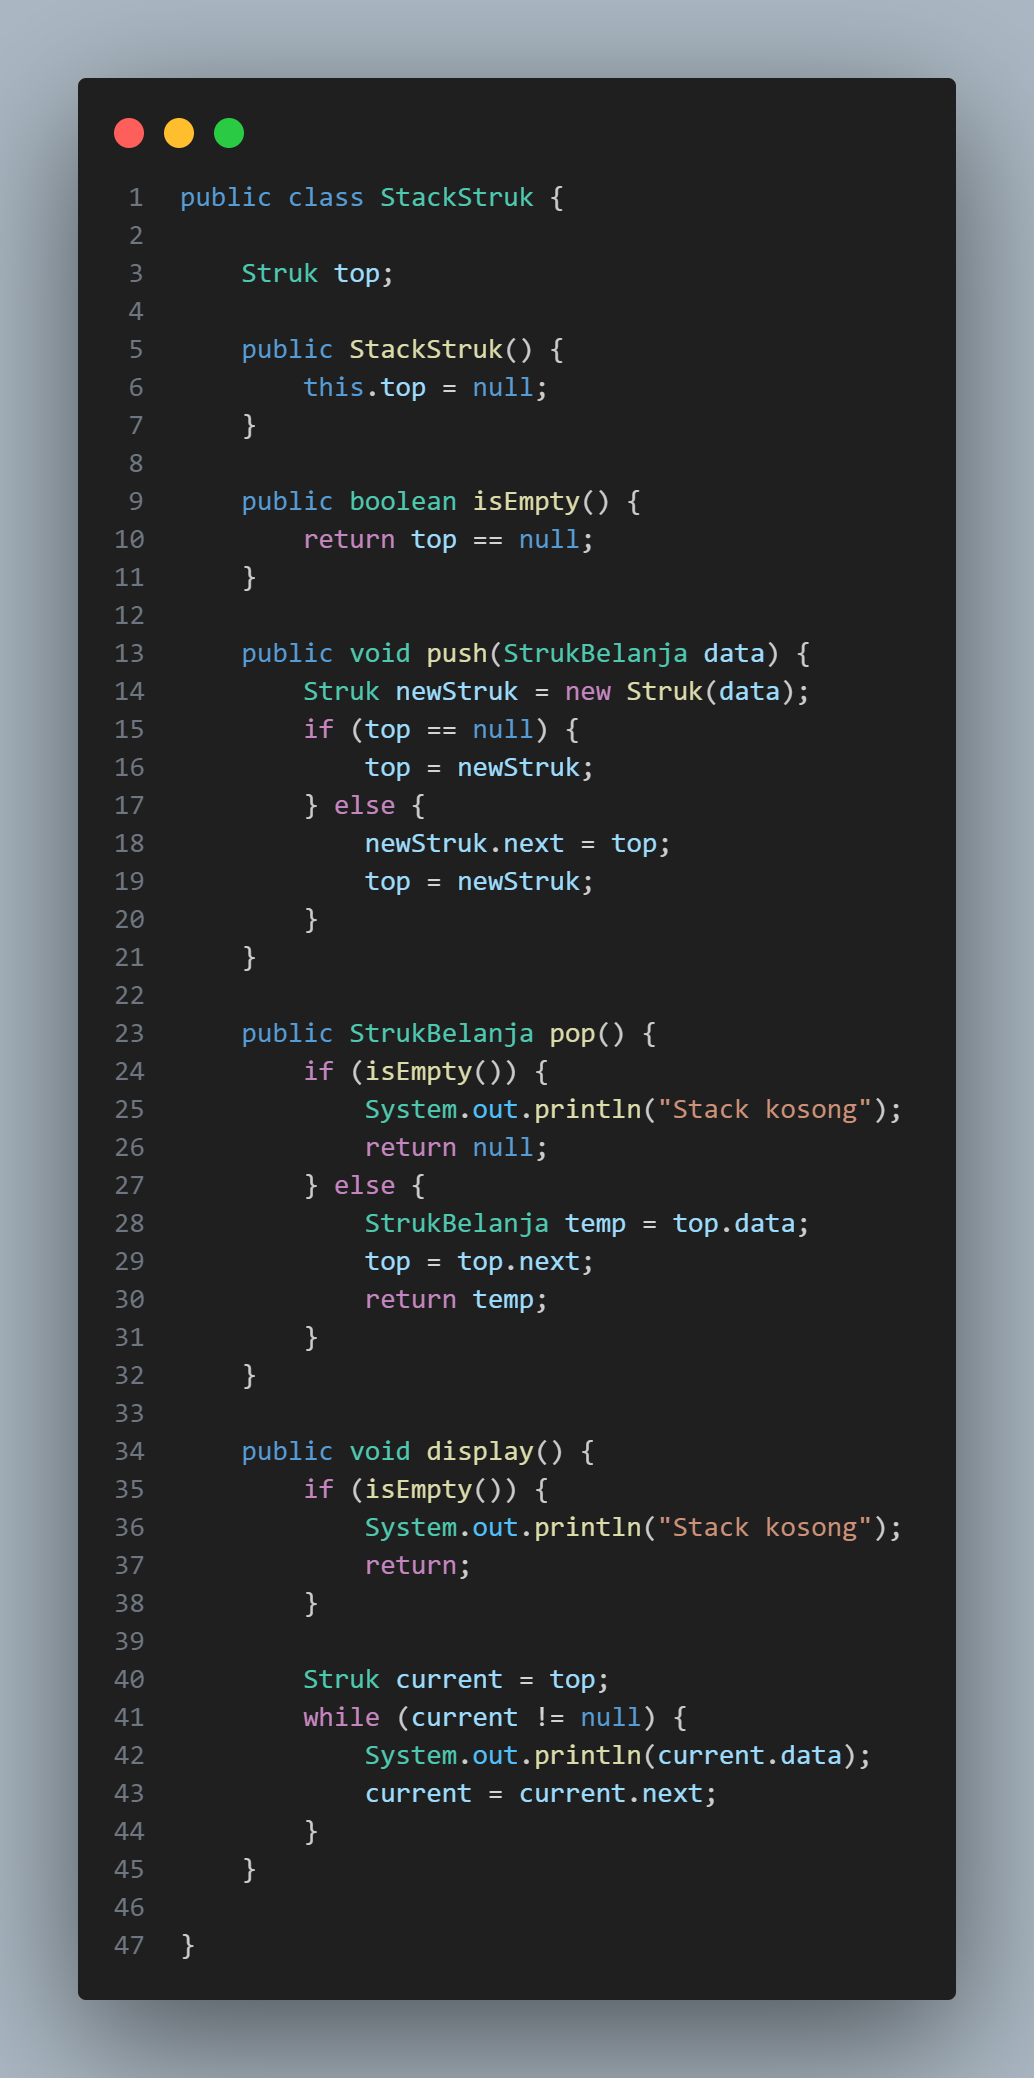 1 public class StackStruk {
2
3     Struk top;
4
5     public StackStruk() {
6         this.top = null;
7     }
8
9     public boolean isEmpty() {
10         return top == null;
11     }
12
13     public void push(StrukBelanja data) {
14         Struk newStruk = new Struk(data);
15         if (top == null) {
16             top = newStruk;
17         } else {
18             newStruk.next = top;
19             top = newStruk;
20         }
21     }
22
23     public StrukBelanja pop() {
24         if (isEmpty()) {
25             System.out.println("Stack kosong");
26             return null;
27         } else {
28             StrukBelanja temp = top.data;
29             top = top.next;
30             return temp;
31         }
32     }
33
34     public void display() {
35         if (isEmpty()) {
36             System.out.println("Stack kosong");
37             return;
38         }
39
40         Struk current = top;
41         while (current != null) {
42             System.out.println(current.data);
43             current = current.next;
44         }
45     }
46
47 }